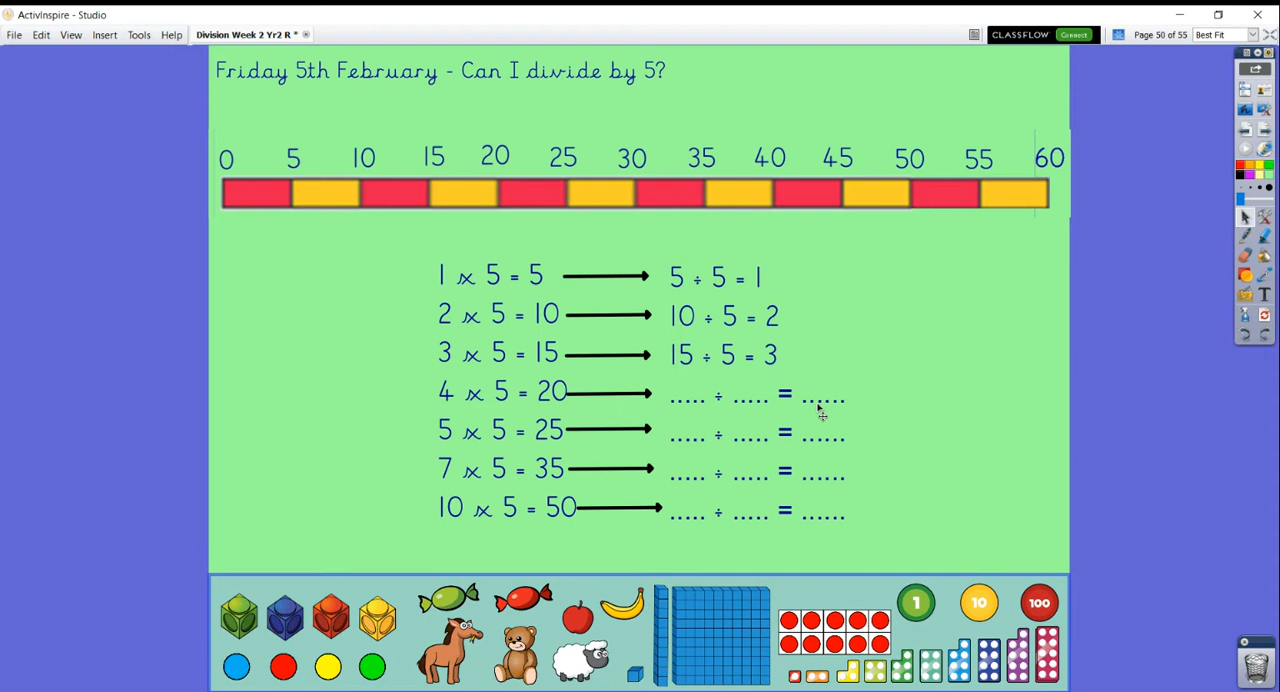 ActivInspire - Studio
File Edit View Insert Tools Help Division Week 2 Yr2 R * CLASSFLOW Connect Page 50 of 55 Best Fit
Friday 5th February - Can I divide by 5?
0 5 10 15 20 25 30 35 40 45 50 55 60
1 x 5 = 5 5 ÷ 5 = 1
2 x 5 = 10 10 ÷ 5 = 2
3 x 5 = 15 15 ÷ 5 = 3
4 x 5 = 20 ..... ÷ ..... = ......
5 x 5 = 25 ..... ÷ ..... = ......
7 x 5 = 35 ..... ÷ ..... = ......
10 x 5 = 50 ..... ÷ ..... = ......
1 10 100